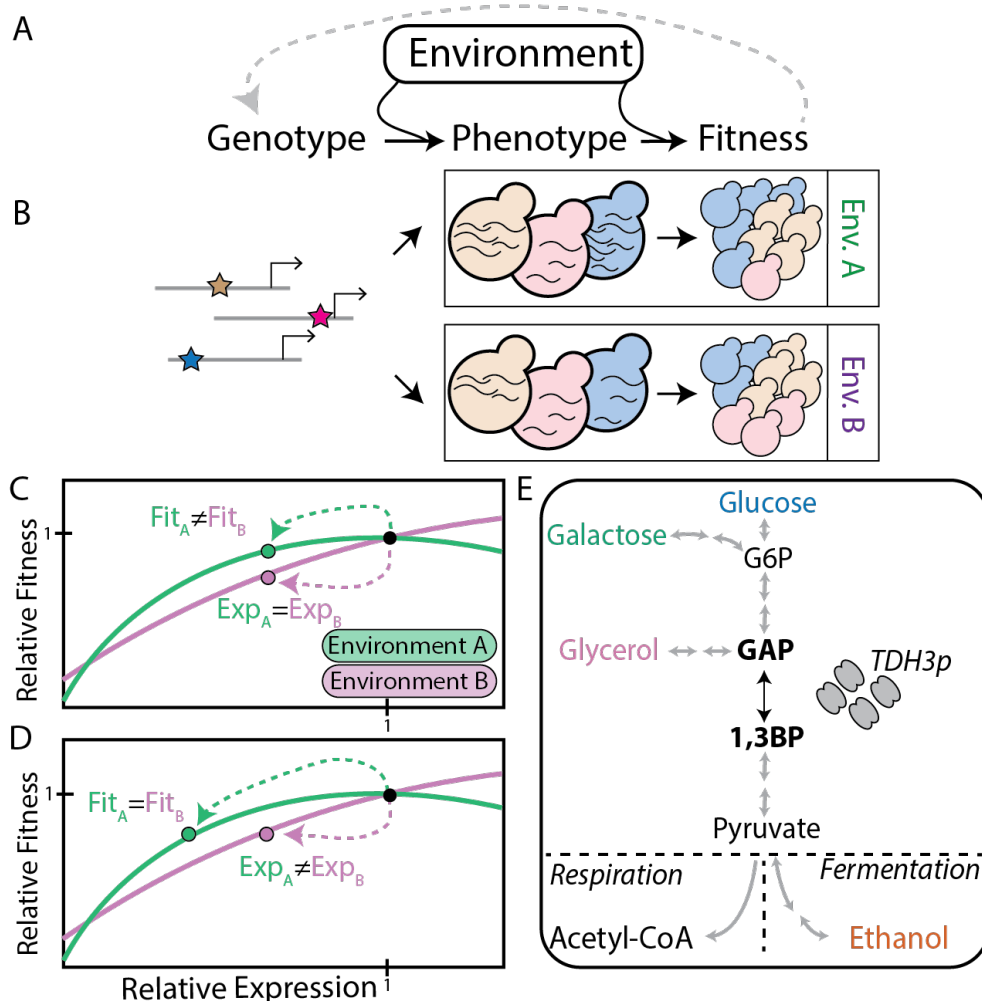 A
Environment
Genotype
Phenotype
Fitness
B
Env. A
Env. B
C
Relative Fitness
1
FitA≠FitB
ExpA=ExpB
Environment A
Environment B
1
D
Relative Fitness
1
FitA=FitB
ExpA≠ExpB
Relative Expression
1
E
Glucose
Galactose
G6P
Glycerol
GAP
TDH3p
1,3BP
Pyruvate
Respiration
Fermentation
Acetyl-CoA
Ethanol